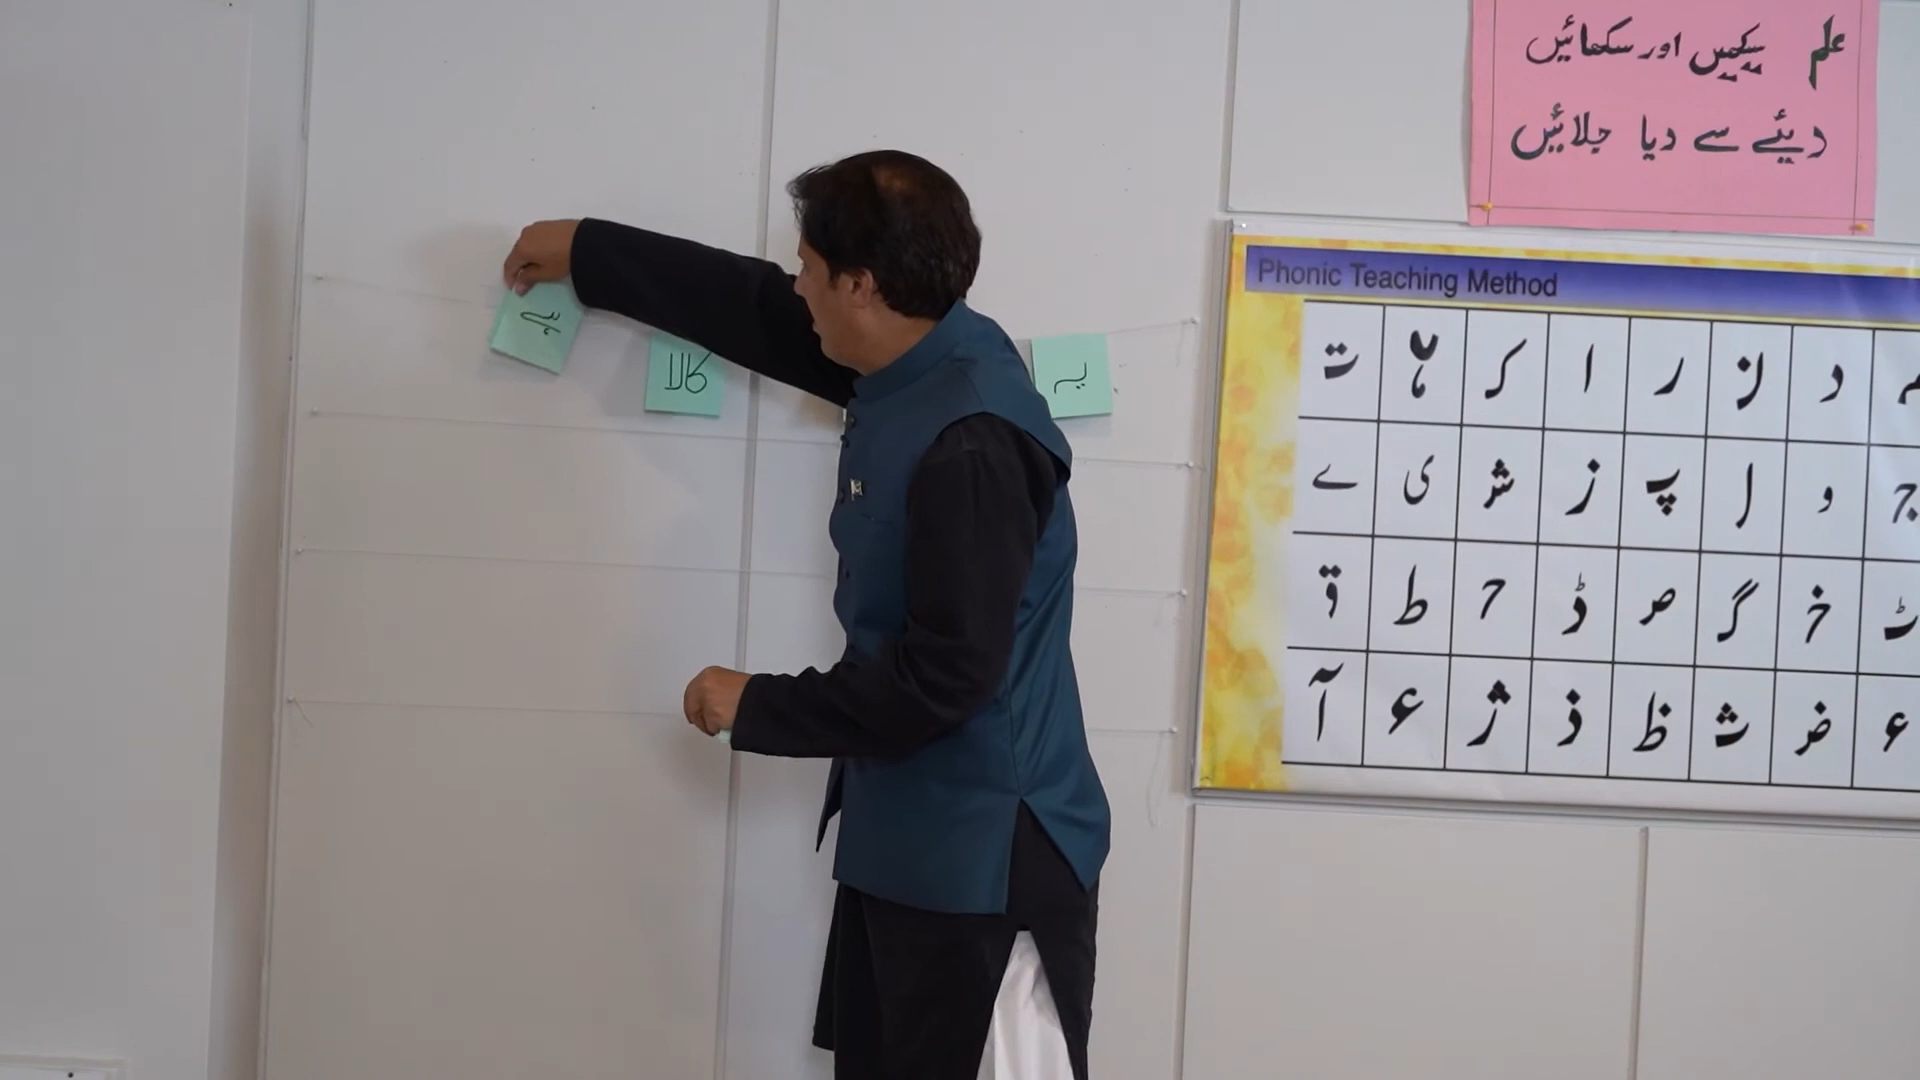 علم سیکھیں اور سکھائیں
دیئے سے دیا جلائیں
Phonic Teaching Method
د ن ر ا ک ہ ت
ج و ل ز پ ش ی ے
ٹ خ گ ص ڈ ح ط ق
ء ض ث ظ ذ ژ ع آ
یہ کالا ہے